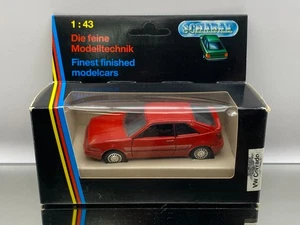 1:43
SCHABAK
Die feine
Modelltechnik
Finest finished
modelcars
VW Corrado